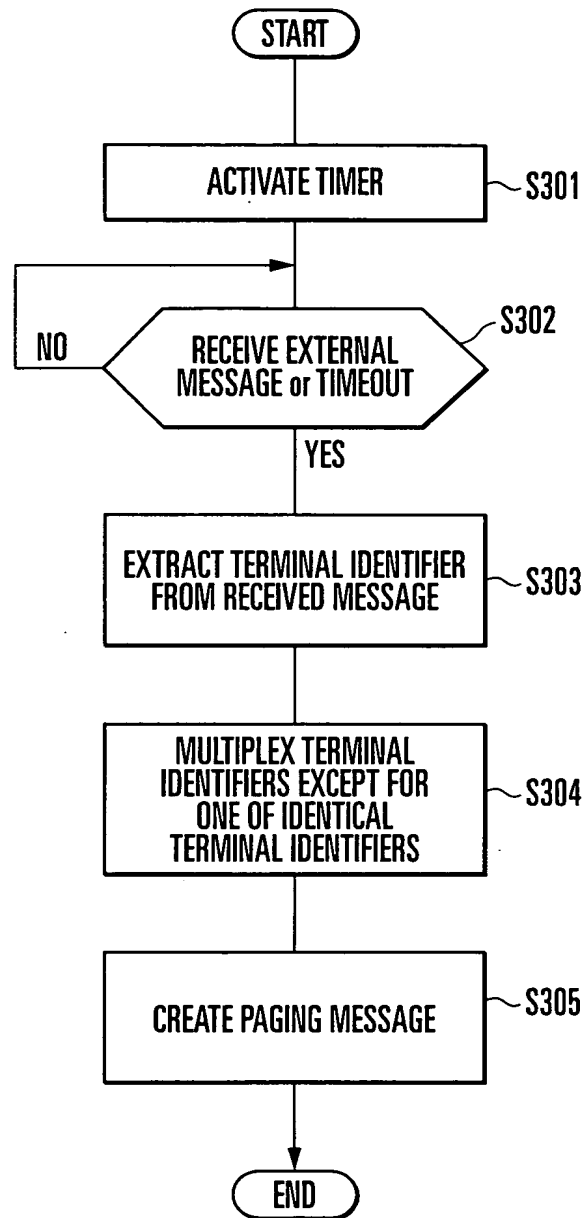 START
ACTIVATE TIMER
S301
S302
NO
RECEIVE EXTERNAL
MESSAGE or TIMEOUT
YES
EXTRACT TERMINAL IDENTIFIER
FROM RECEIVED MESSAGE
S303
MULTIPLEX TERMINAL
IDENTIFIERS EXCEPT FOR
ONE OF IDENTICAL
TERMINAL IDENTIFIERS
S304
CREATE PAGING MESSAGE
S305
END